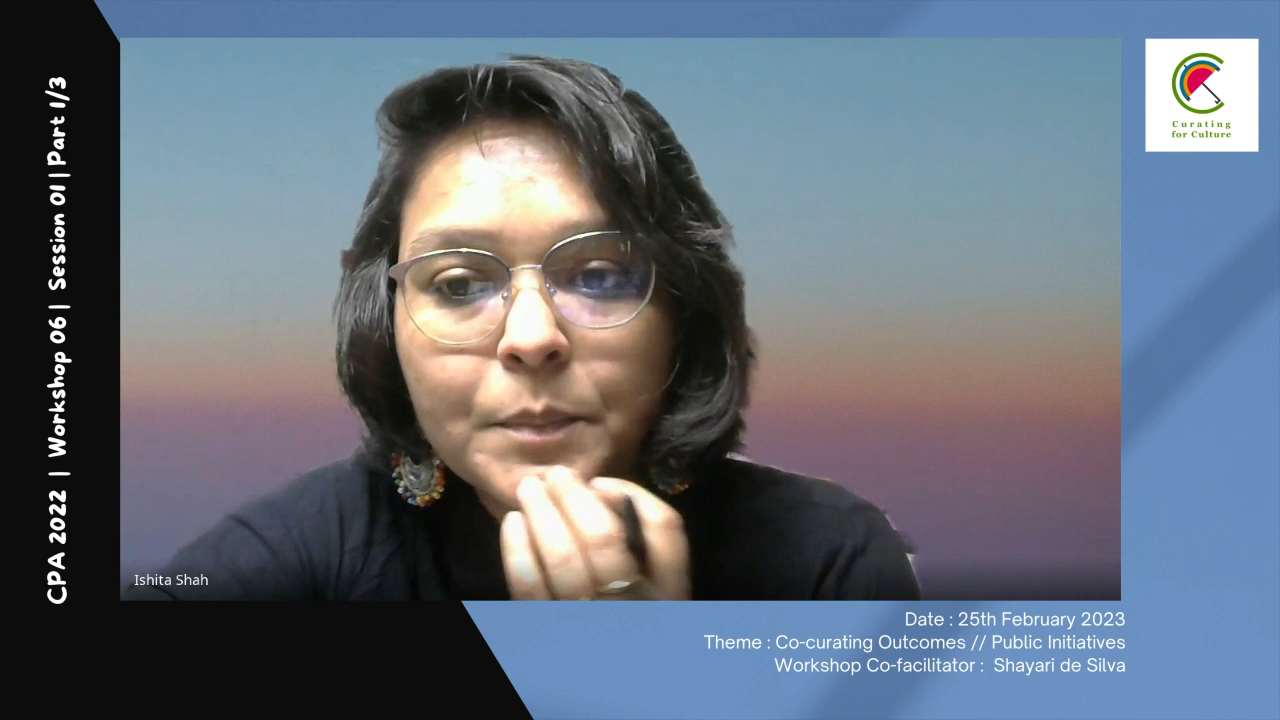 CPA 2022 | Workshop 06 | Session 01 | Part 1/3
Curating
for Culture
Ishita Shah
Date : 25th February 2023
Theme : Co-curating Outcomes // Public Initiatives
Workshop Co-facilitator : Shayari de Silva